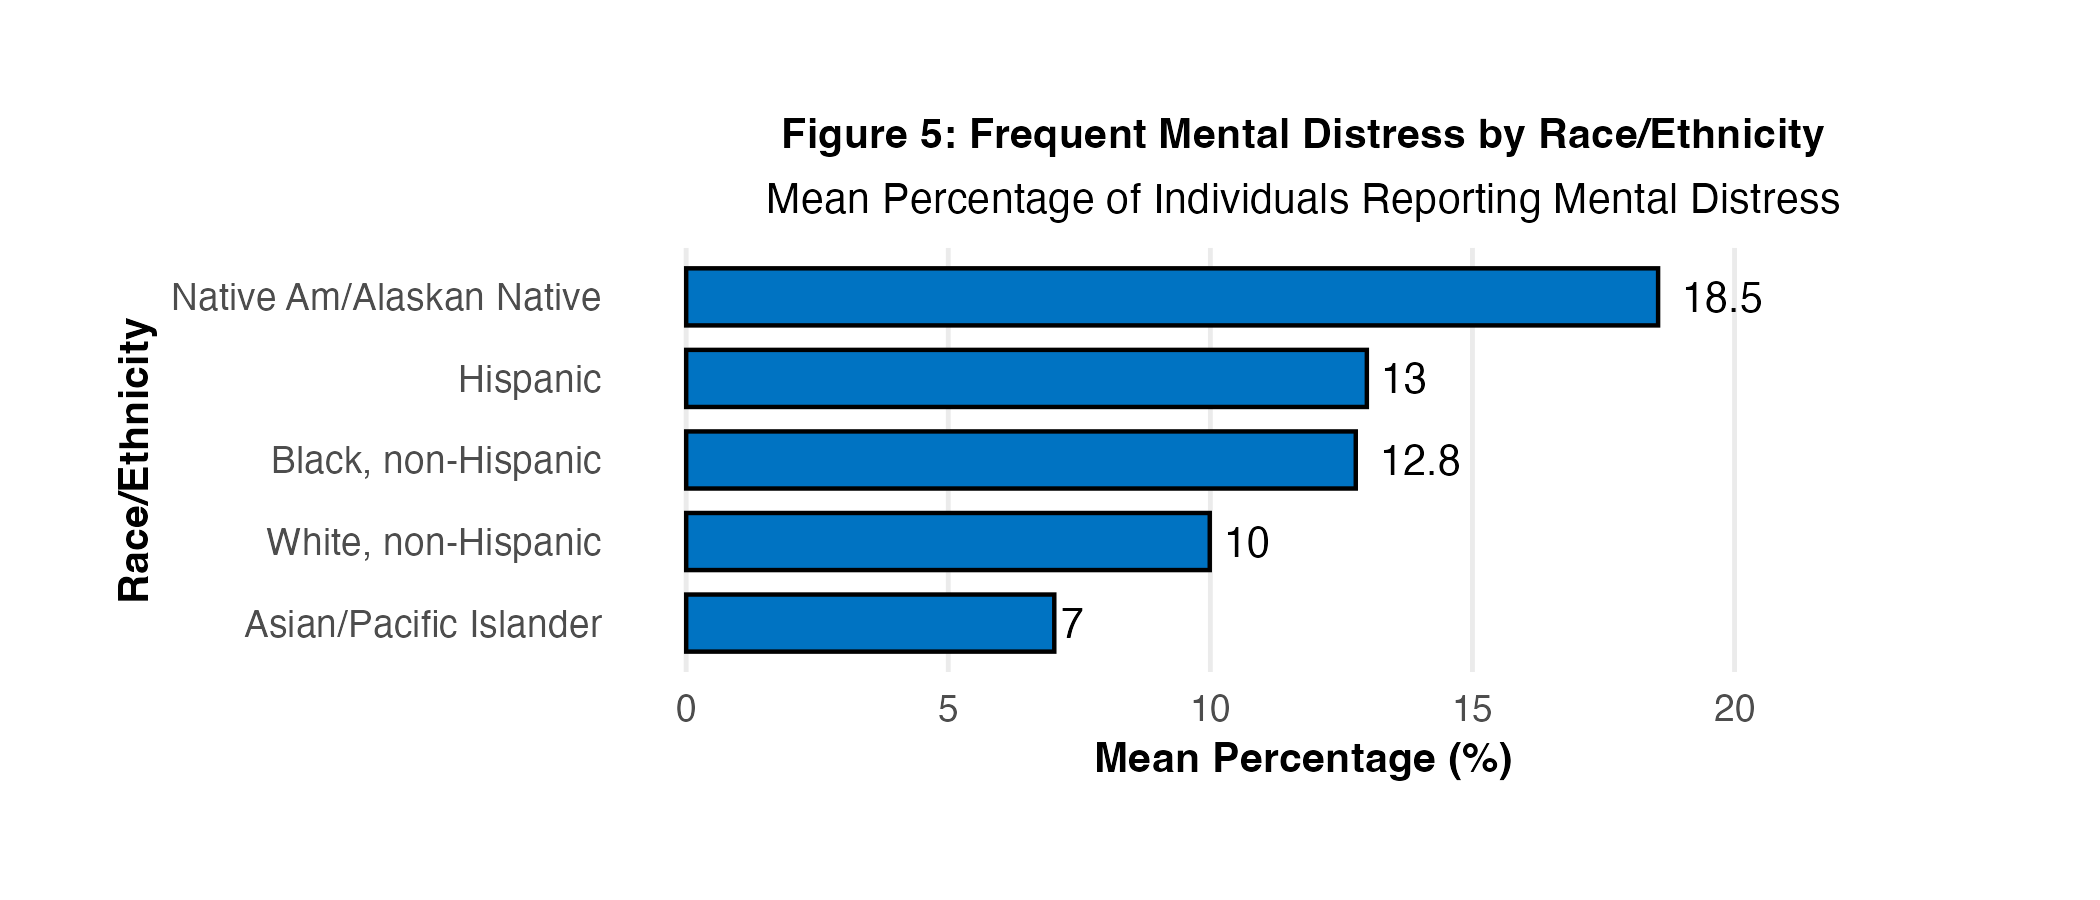 Figure 5: Frequent Mental Distress by Race/Ethnicity
Mean Percentage of Individuals Reporting Mental Distress
Race/Ethnicity
Native Am/Alaskan Native 18.5
Hispanic 13
Black, non-Hispanic 12.8
White, non-Hispanic 10
Asian/Pacific Islander 7
0 5 10 15 20
Mean Percentage (%)